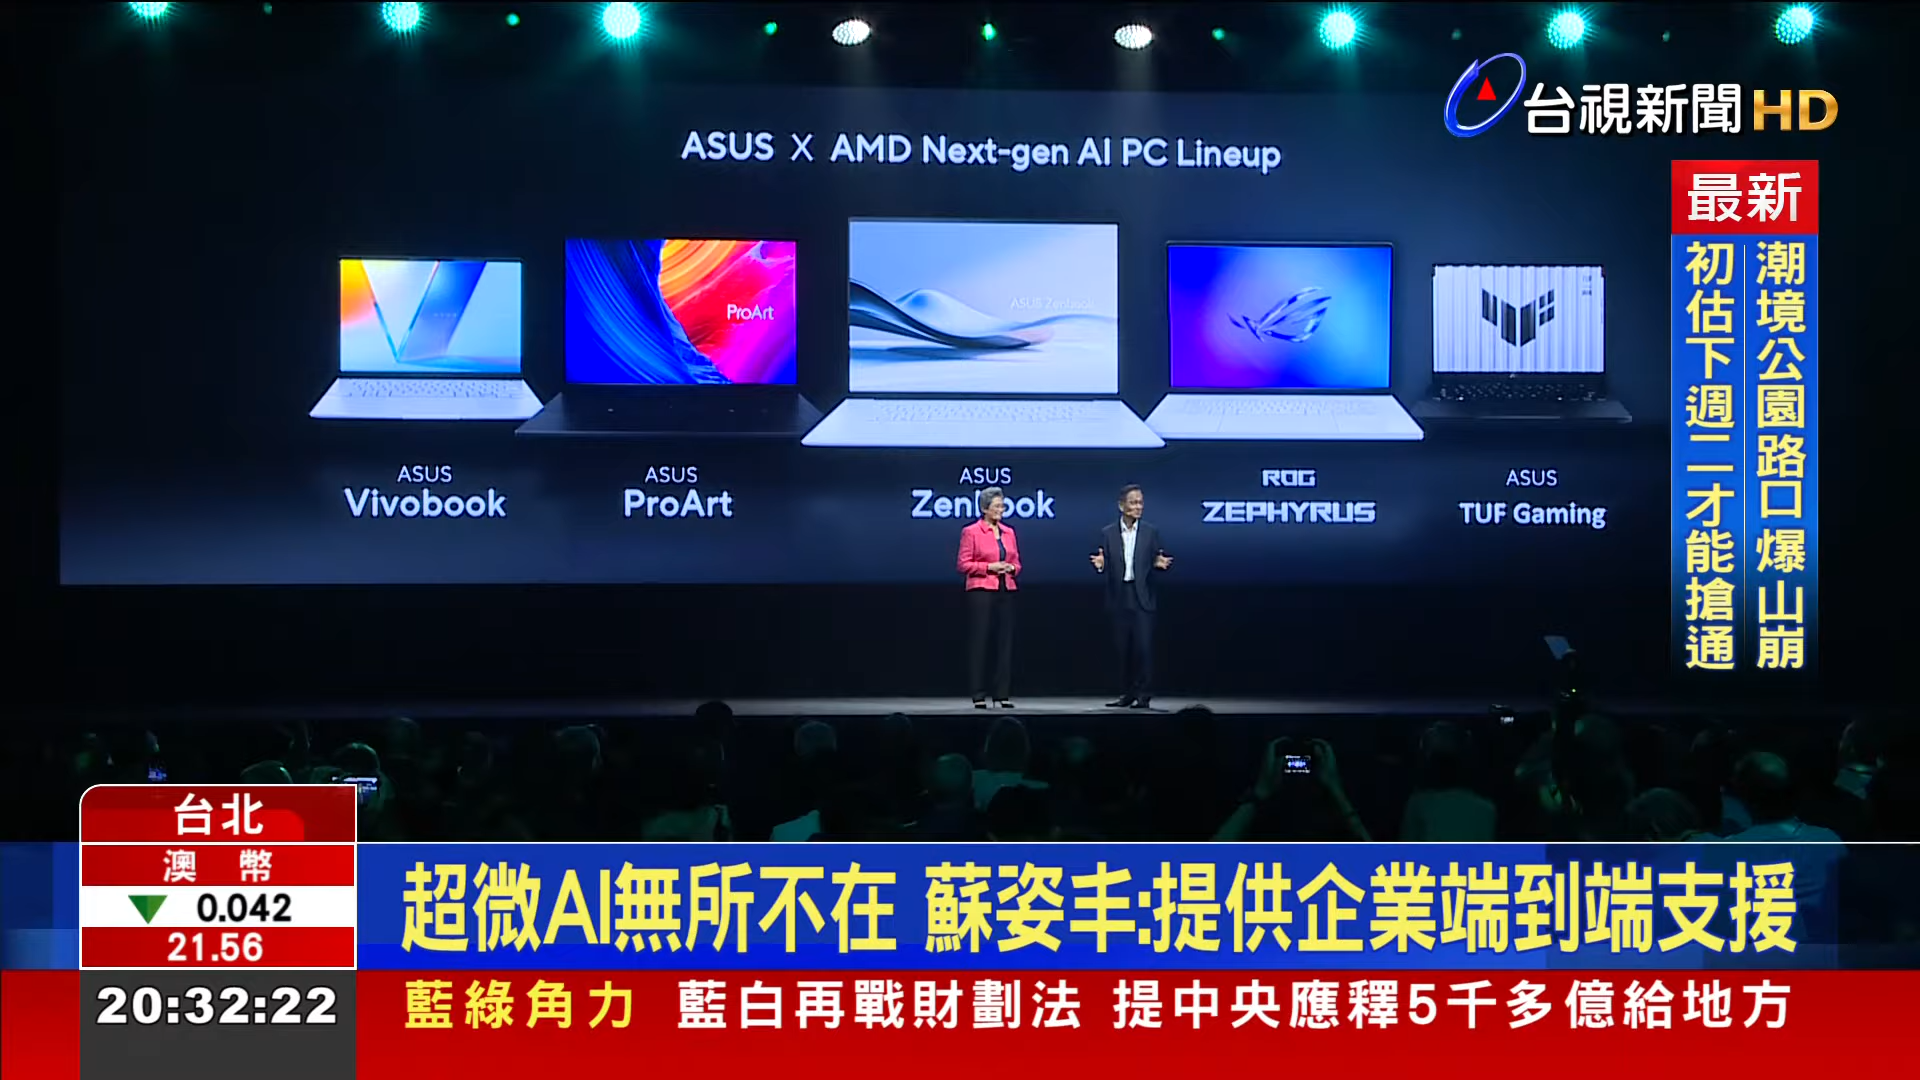 台視新聞HD
ASUS X AMD Next-gen AI PC Lineup
最新
潮境公園路口爆山崩
初估下週二才能搶通
ProArt
ASUS Zenbook
ASUS
Vivobook
ASUS
ProArt
ASUS
Zenbook
ROG
ZEPHYRUS
ASUS
TUF Gaming
台北
澳幣
0.042
21.56
20:32:22
超微AI無所不在 蘇姿丰:提供企業端到端支援
藍綠角力 藍白再戰財劃法 提中央應釋5千多億給地方